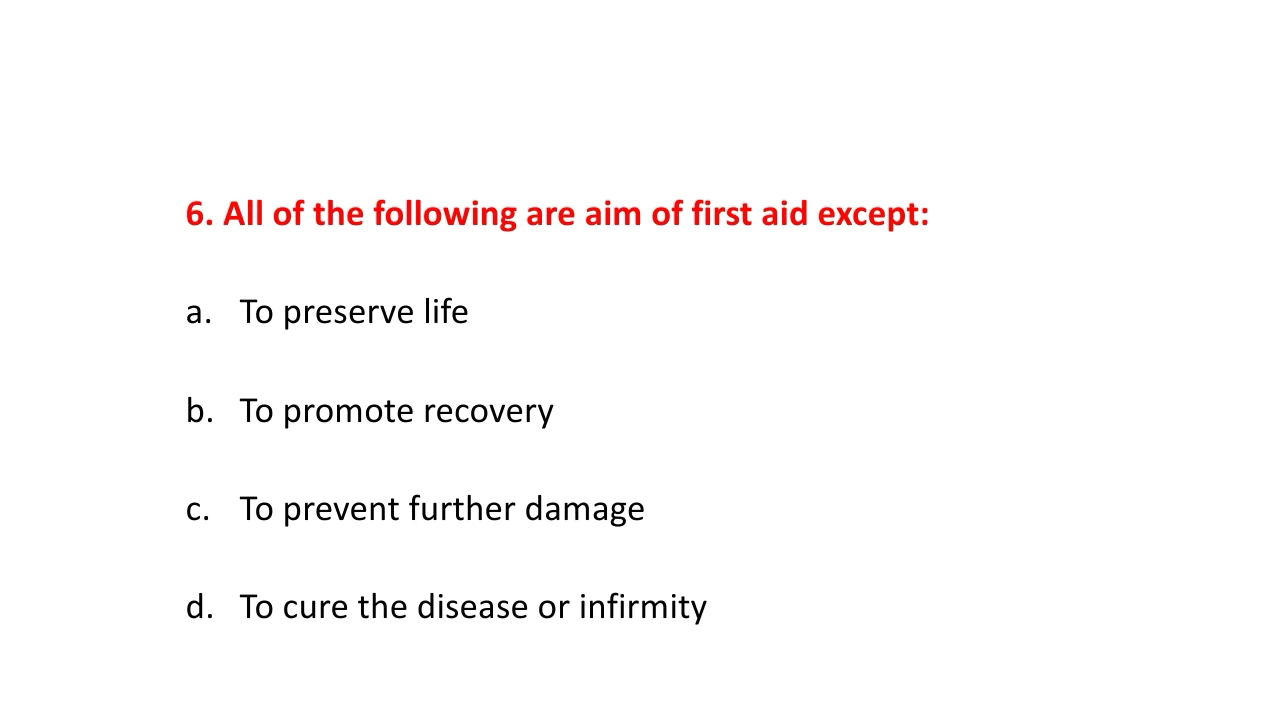 6. All of the following are aim of first aid except:
a. To preserve life
b. To promote recovery
c. To prevent further damage
d. To cure the disease or infirmity